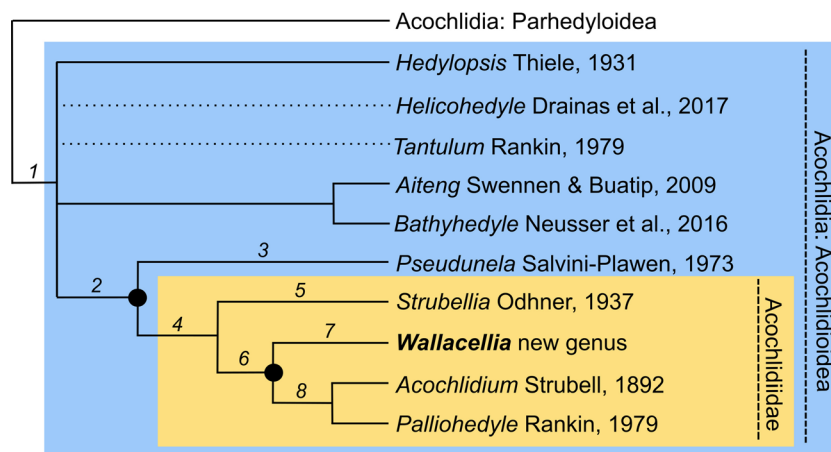 Acochlidia: Parhedyloidea
Hedylopsis Thiele, 1931
Helicohedyle Drainas et al., 2017
Tantulum Rankin, 1979
1
Aiteng Swennen & Buatip, 2009
Bathyhedyle Neusser et al., 2016
3
Pseudunela Salvini-Plawen, 1973
2
5
Strubellia Odhner, 1937
4
7
Wallacellia new genus
6
Acochlidium Strubell, 1892
8
Palliohedyle Rankin, 1979
Acochlidiidae
Acochlidia: Acochlidioidea